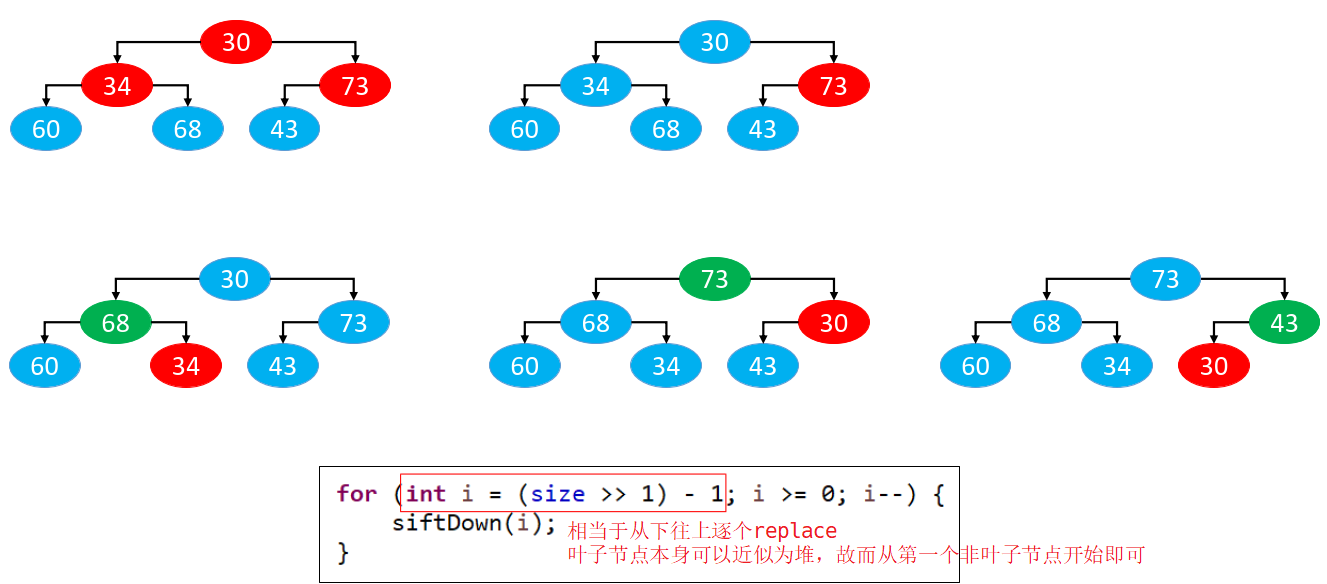 30
34 73
60 68 43
30
34 73
60 68 43
30
68 73
60 34 43
73
68 30
60 34 43
73
68 43
60 34 30
for (int i = (size >> 1) - 1; i >= 0; i--) {
siftDown(i);
相当于从下往上逐个replace
叶子节点本身可以近似为堆，故而从第一个非叶子节点开始即可
}